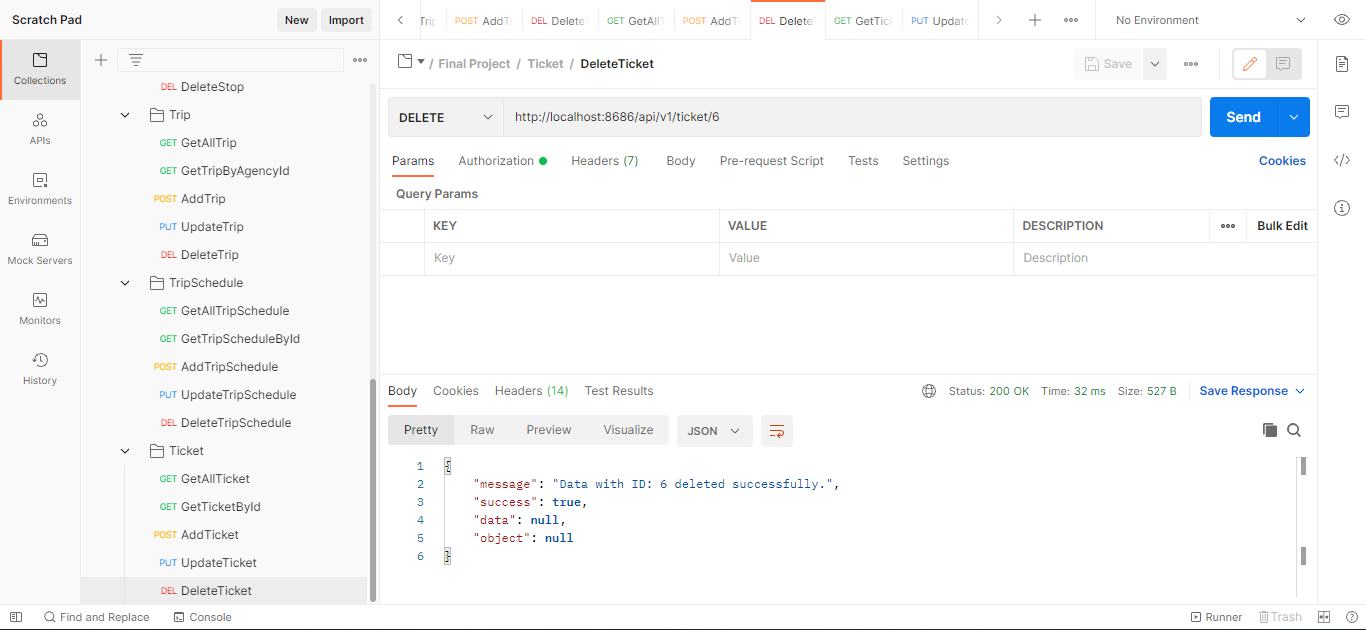 Scratch Pad
New
Import
Trip
POST AddT
DEL Delete
GET GetAll
POST AddT
DEL Delete
GET GetTick
PUT Update
No Environment
Collections
APIs
Environments
Mock Servers
Monitors
History
DEL DeleteStop
Trip
GET GetAllTrip
GET GetTripByAgencyId
POST AddTrip
PUT UpdateTrip
DEL DeleteTrip
TripSchedule
GET GetAllTripSchedule
GET GetTripScheduleById
POST AddTripSchedule
PUT UpdateTripSchedule
DEL DeleteTripSchedule
Ticket
GET GetAllTicket
GET GetTicketById
POST AddTicket
PUT UpdateTicket
DEL DeleteTicket
/ Final Project / Ticket / DeleteTicket
Save
DELETE
http://localhost:8686/api/v1/ticket/6
Send
Params Authorization Headers (7) Body Pre-request Script Tests Settings Cookies
Query Params
KEY VALUE DESCRIPTION Bulk Edit
Key Value Description
Body Cookies Headers (14) Test Results Status: 200 OK Time: 32 ms Size: 527 B Save Response
Pretty Raw Preview Visualize JSON
1 {
2 "message": "Data with ID: 6 deleted successfully.",
3 "success": true,
4 "data": null,
5 "object": null
6 }
Find and Replace Console Runner Trash